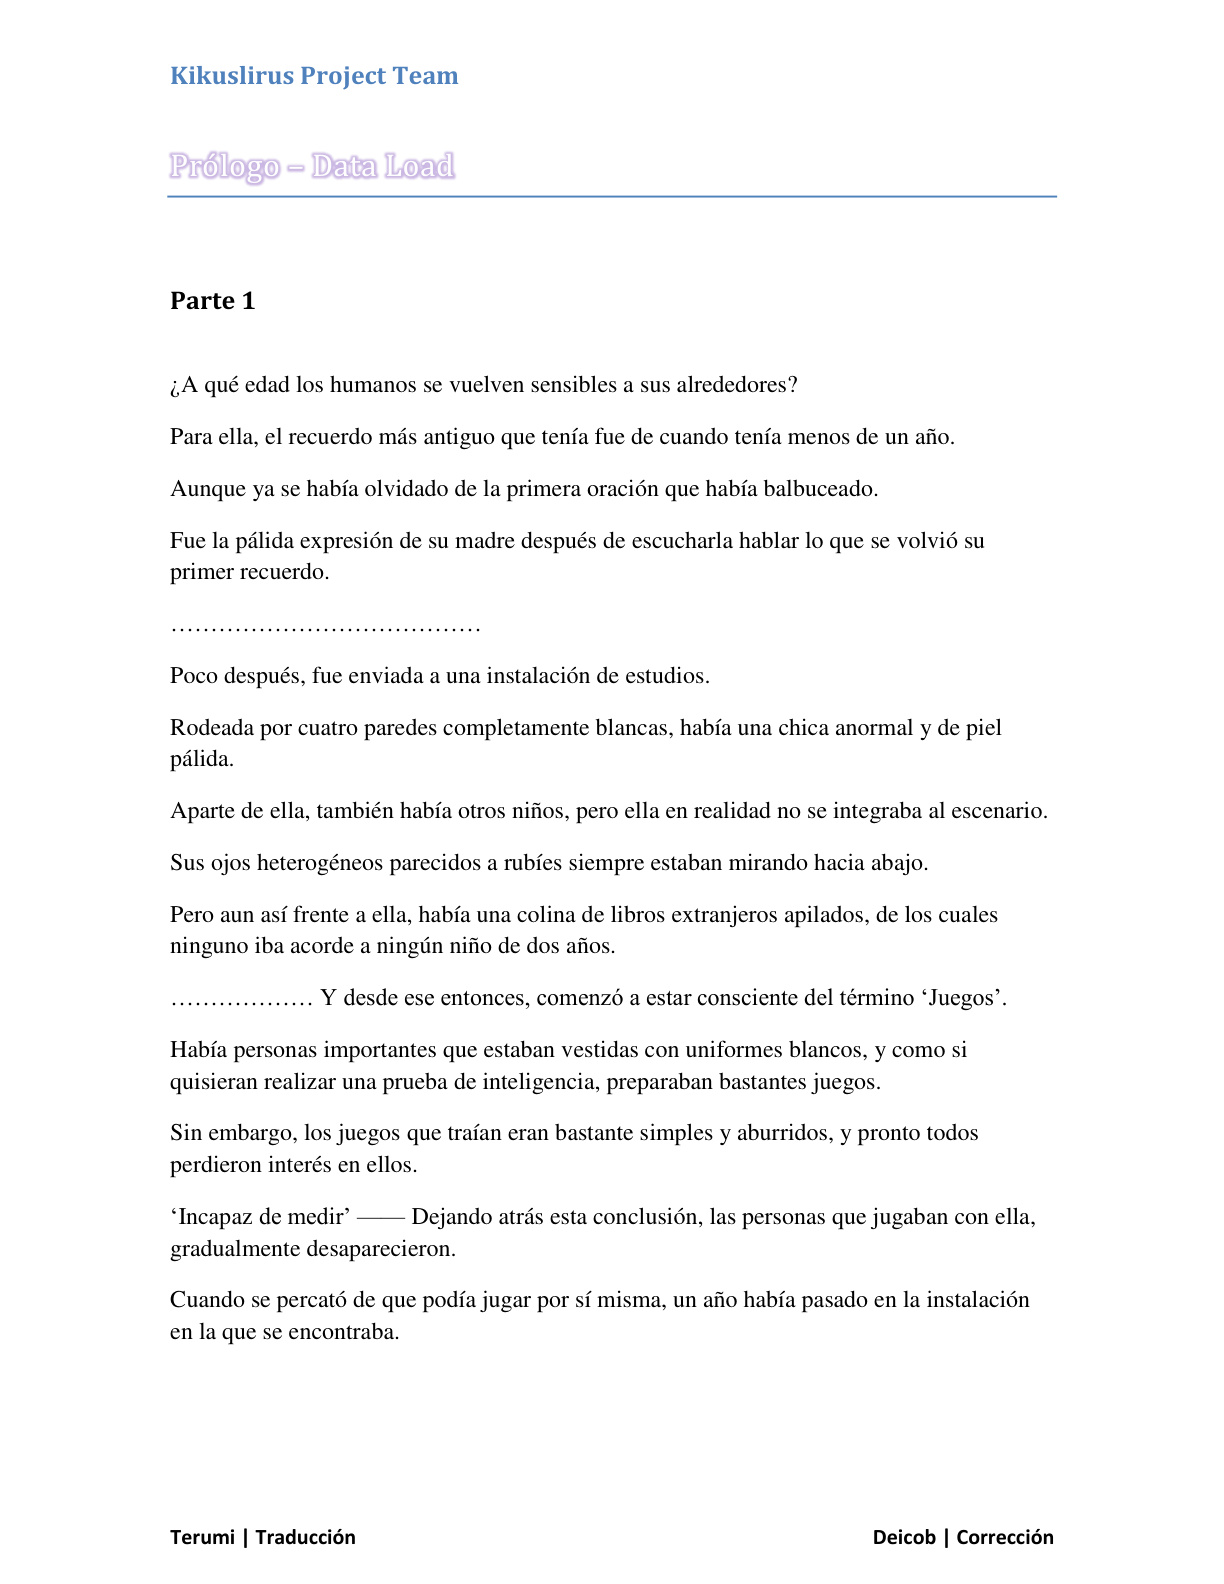 Kikuslirus Project Team
Prólogo – Data Load
Parte 1
¿A qué edad los humanos se vuelven sensibles a sus alrededores?
Para ella, el recuerdo más antiguo que tenía fue de cuando tenía menos de un año.
Aunque ya se había olvidado de la primera oración que había balbuceado.
Fue la pálida expresión de su madre después de escucharla hablar lo que se volvió su
primer recuerdo.
…………………………………
Poco después, fue enviada a una instalación de estudios.
Rodeada por cuatro paredes completamente blancas, había una chica anormal y de piel
pálida.
Aparte de ella, también había otros niños, pero ella en realidad no se integraba al escenario.
Sus ojos heterogéneos parecidos a rubíes siempre estaban mirando hacia abajo.
Pero aun así frente a ella, había una colina de libros extranjeros apilados, de los cuales
ninguno iba acorde a ningún niño de dos años.
……………… Y desde ese entonces, comenzó a estar consciente del término ‘Juegos’.
Había personas importantes que estaban vestidas con uniformes blancos, y como si
quisieran realizar una prueba de inteligencia, preparaban bastantes juegos.
Sin embargo, los juegos que traían eran bastante simples y aburridos, y pronto todos
perdieron interés en ellos.
‘Incapaz de medir’ —— Dejando atrás esta conclusión, las personas que jugaban con ella,
gradualmente desaparecieron.
Cuando se percató de que podía jugar por sí misma, un año había pasado en la instalación
en la que se encontraba.
Terumi | Traducción
Deicob | Corrección